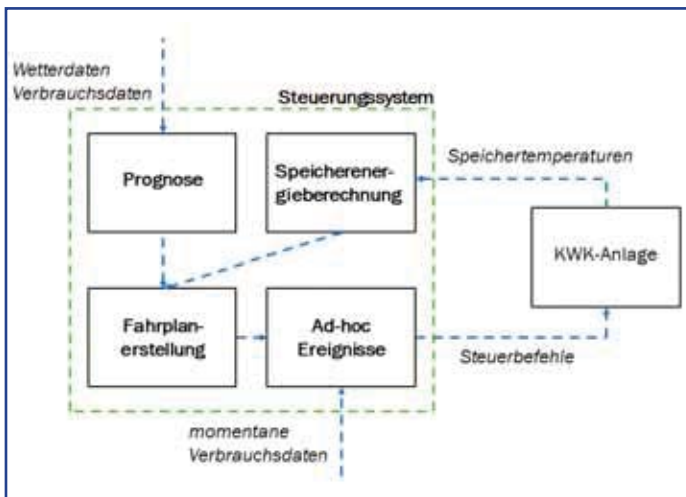 Wetterdaten
Verbrauchsdaten
Steuerungssystem
Prognose
Speicherener-
gieberechnung
Speichertemperaturen
KWK-Anlage
Fahrplan-
erstellung
Ad-hoc
Ereignisse
Steuerbefehle
momentane
Verbrauchsdaten